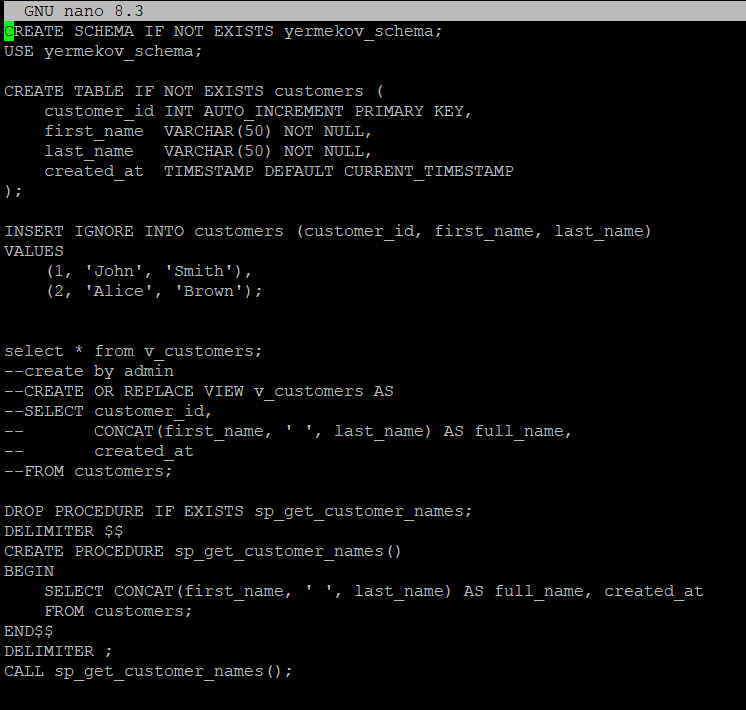 GNU nano 8.3
CREATE SCHEMA IF NOT EXISTS yermekov_schema;
USE yermekov_schema;
CREATE TABLE IF NOT EXISTS customers (
    customer_id INT AUTO_INCREMENT PRIMARY KEY,
    first_name  VARCHAR(50) NOT NULL,
    last_name   VARCHAR(50) NOT NULL,
    created_at  TIMESTAMP DEFAULT CURRENT_TIMESTAMP
);
INSERT IGNORE INTO customers (customer_id, first_name, last_name)
VALUES
    (1, 'John', 'Smith'),
    (2, 'Alice', 'Brown');
select * from v_customers;
--create by admin
--CREATE OR REPLACE VIEW v_customers AS
--SELECT customer_id,
--       CONCAT(first_name, ' ', last_name) AS full_name,
--       created_at
--FROM customers;
DROP PROCEDURE IF EXISTS sp_get_customer_names;
DELIMITER $$
CREATE PROCEDURE sp_get_customer_names()
BEGIN
    SELECT CONCAT(first_name, ' ', last_name) AS full_name, created_at
    FROM customers;
END$$
DELIMITER ;
CALL sp_get_customer_names();